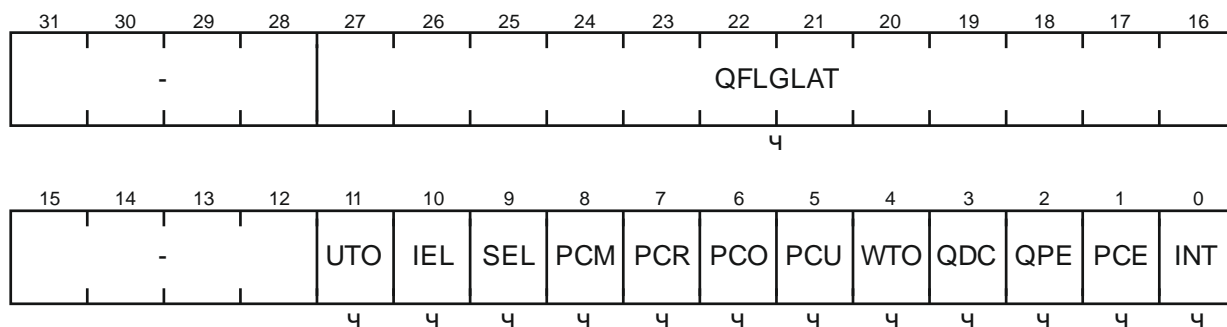 31 30 29 28 27 26 25 24 23 22 21 20 19 18 17 16
- QFLGLAT
ч
15 14 13 12 11 10 9 8 7 6 5 4 3 2 1 0
- UTO IEL SEL PCM PCR PCO PCU WTO QDC QPE PCE INT
ч ч ч ч ч ч ч ч ч ч ч ч